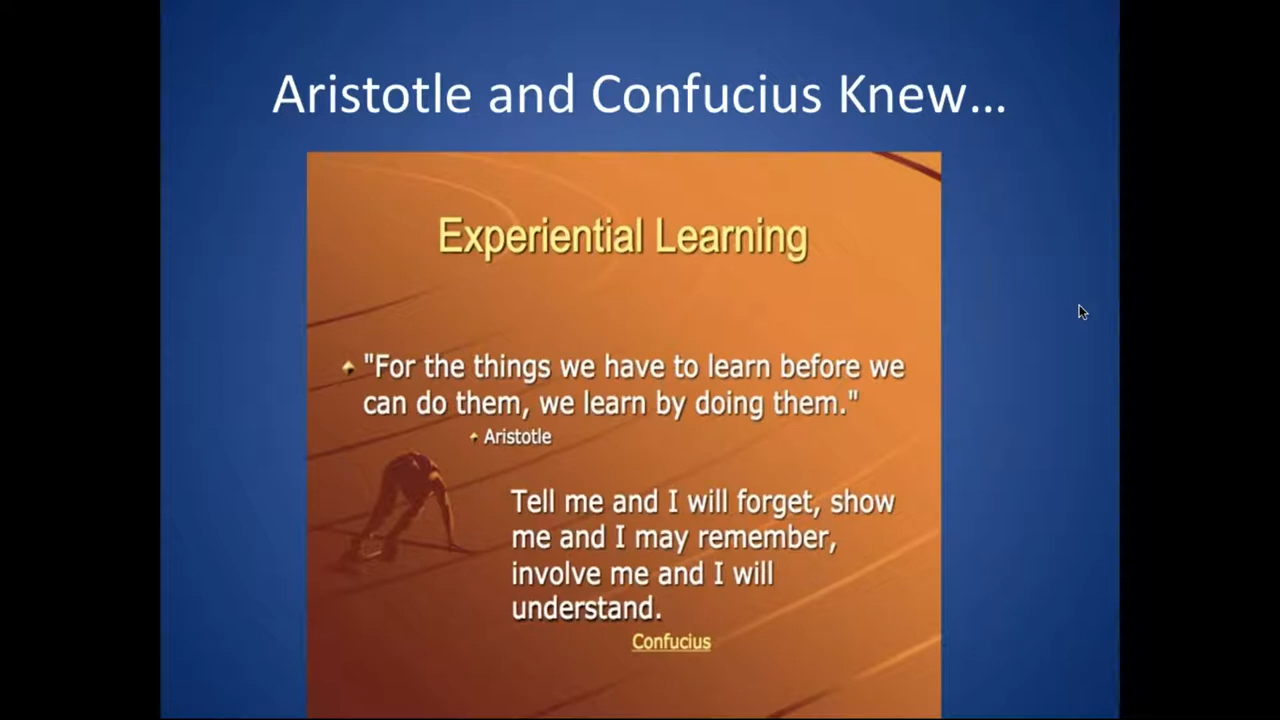 Aristotle and Confucius Knew...
Experiential Learning
"For the things we have to learn before we
can do them, we learn by doing them."
Aristotle
Tell me and I will forget, show
me and I may remember,
involve me and I will
understand.
Confucius